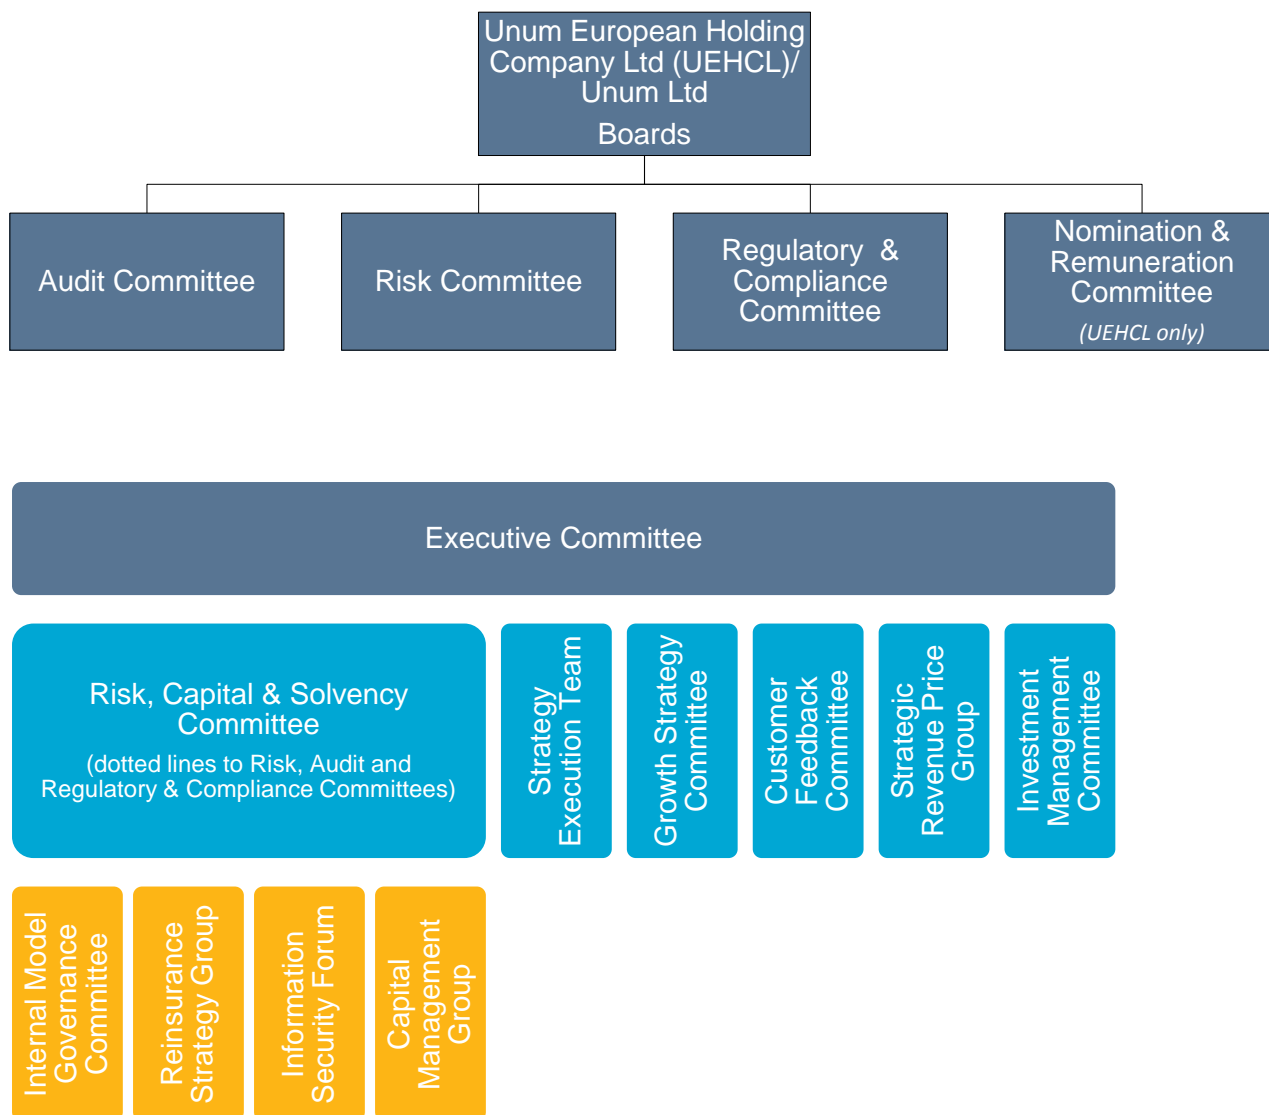 Unum European Holding
Company Ltd (UEHCL)/
Unum Ltd
Boards
Audit Committee
Risk Committee
Regulatory  &
Compliance
Committee
Nomination &
Remuneration
Committee
(UEHCL only)
Executive Committee
Risk, Capital & Solvency
Committee
(dotted lines to Risk, Audit and
Regulatory & Compliance Committees)
Strategy
Execution Team
Growth Strategy
Committee
Customer
Feedback
Committee
Strategic
Revenue Price
Group
Investment
Management
Committee
Internal Model
Governance
Committee
Reinsurance
Strategy Group
Information
Security Forum
Capital
Management
Group